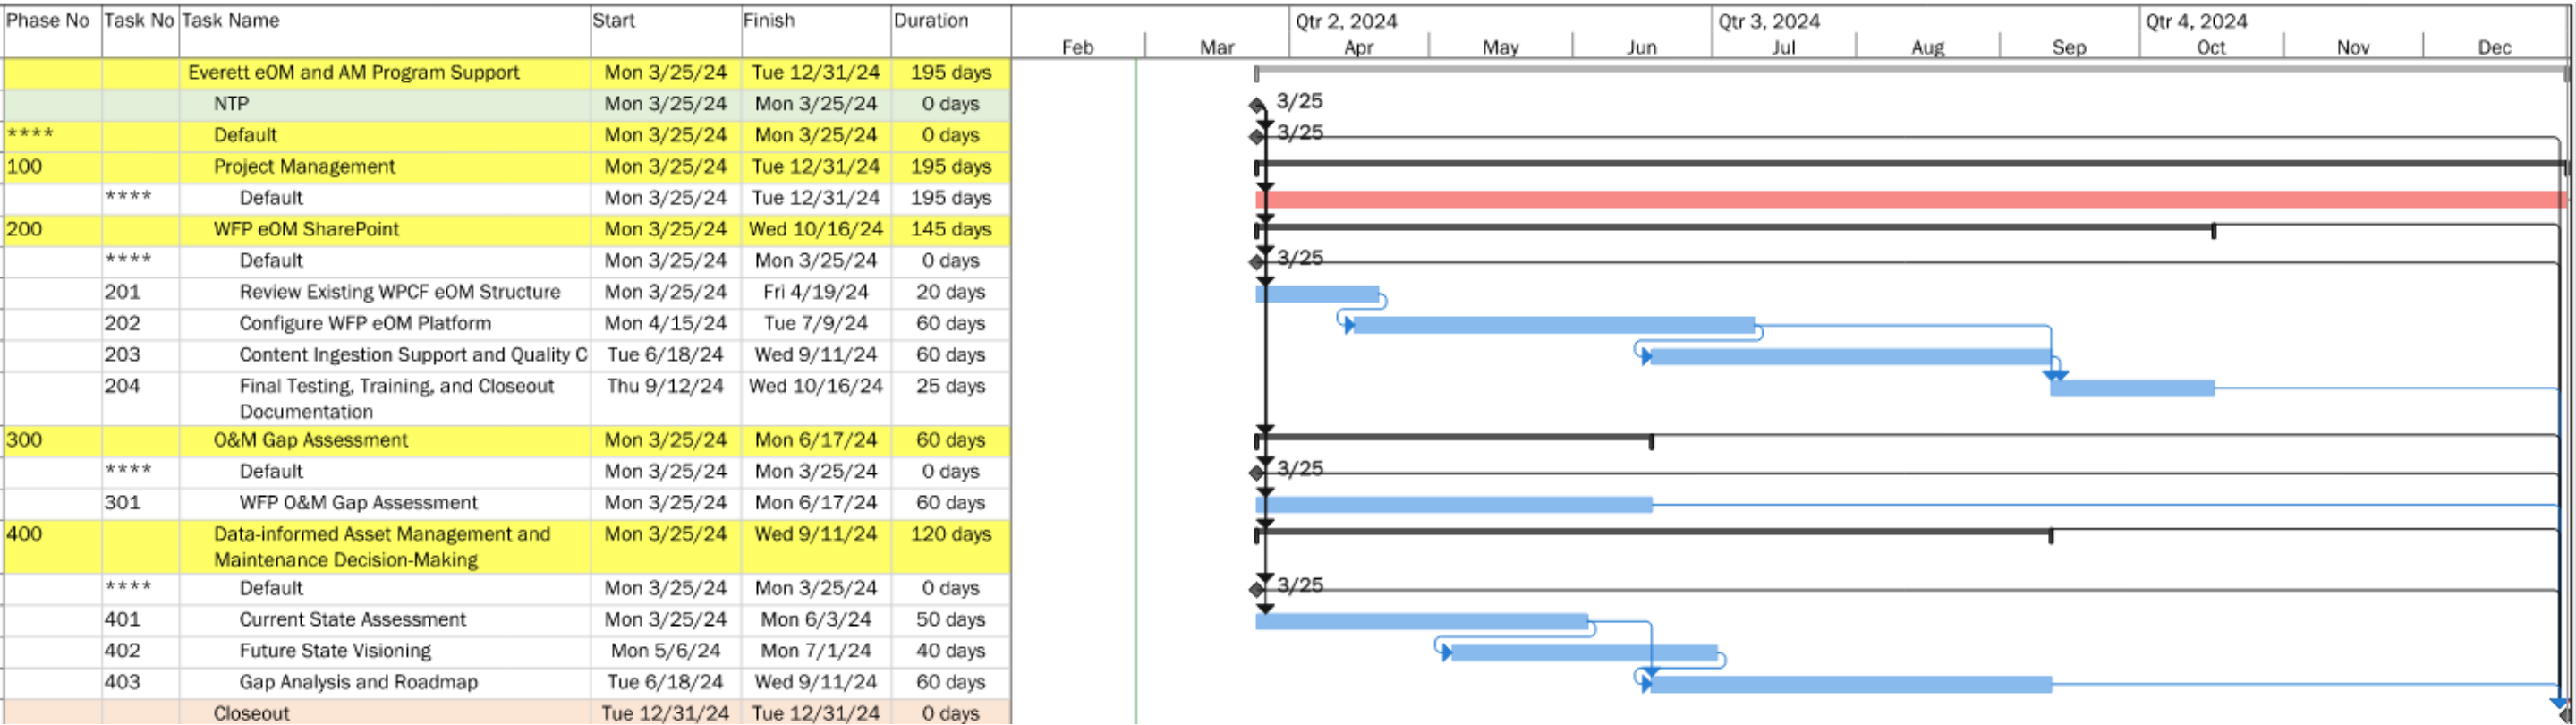 Phase No Task No Task Name Start Finish Duration
Qtr 2, 2024 Qtr 3, 2024 Qtr 4, 2024
Feb Mar Apr May Jun Jul Aug Sep Oct Nov Dec
Everett eOM and AM Program Support Mon 3/25/24 Tue 12/31/24 195 days
NTP Mon 3/25/24 Mon 3/25/24 0 days 3/25
**** Default Mon 3/25/24 Mon 3/25/24 0 days 3/25
100 Project Management Mon 3/25/24 Tue 12/31/24 195 days
**** Default Mon 3/25/24 Tue 12/31/24 195 days
200 WFP eOM SharePoint Mon 3/25/24 Wed 10/16/24 145 days
**** Default Mon 3/25/24 Mon 3/25/24 0 days 3/25
201 Review Existing WPCF eOM Structure Mon 3/25/24 Fri 4/19/24 20 days
202 Configure WFP eOM Platform Mon 4/15/24 Tue 7/9/24 60 days
203 Content Ingestion Support and Quality C Tue 6/18/24 Wed 9/11/24 60 days
204 Final Testing, Training, and Closeout Thu 9/12/24 Wed 10/16/24 25 days
Documentation
300 O&M Gap Assessment Mon 3/25/24 Mon 6/17/24 60 days
**** Default Mon 3/25/24 Mon 3/25/24 0 days 3/25
301 WFP O&M Gap Assessment Mon 3/25/24 Mon 6/17/24 60 days
400 Data-informed Asset Management and Mon 3/25/24 Wed 9/11/24 120 days
Maintenance Decision-Making
**** Default Mon 3/25/24 Mon 3/25/24 0 days 3/25
401 Current State Assessment Mon 3/25/24 Mon 6/3/24 50 days
402 Future State Visioning Mon 5/6/24 Mon 7/1/24 40 days
403 Gap Analysis and Roadmap Tue 6/18/24 Wed 9/11/24 60 days
Closeout Tue 12/31/24 Tue 12/31/24 0 days